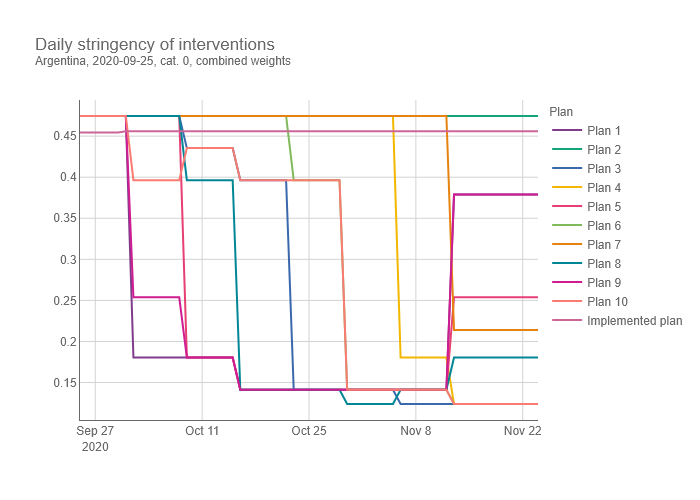 Daily stringency of interventions
Argentina, 2020-09-25, cat. 0, combined weights
Plan
Plan 1
Plan 2
Plan 3
Plan 4
Plan 5
Plan 6
Plan 7
Plan 8
Plan 9
Plan 10
Implemented plan
0.45
0.4
0.35
0.3
0.25
0.2
0.15
Sep 27
2020
Oct 11
Oct 25
Nov 8
Nov 22